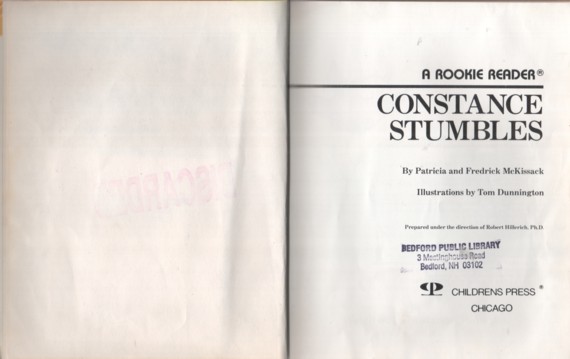 A ROOKIE READER®
CONSTANCE
STUMBLES
By Patricia and Fredrick McKissack
Illustrations by Tom Dunnington
Prepared under the direction of Robert Hillerich, Ph.D.
BEDFORD PUBLIC LIBRARY
3 Meetinghouse Road
Bedford, NH 03102
CHILDRENS PRESS ®
CHICAGO